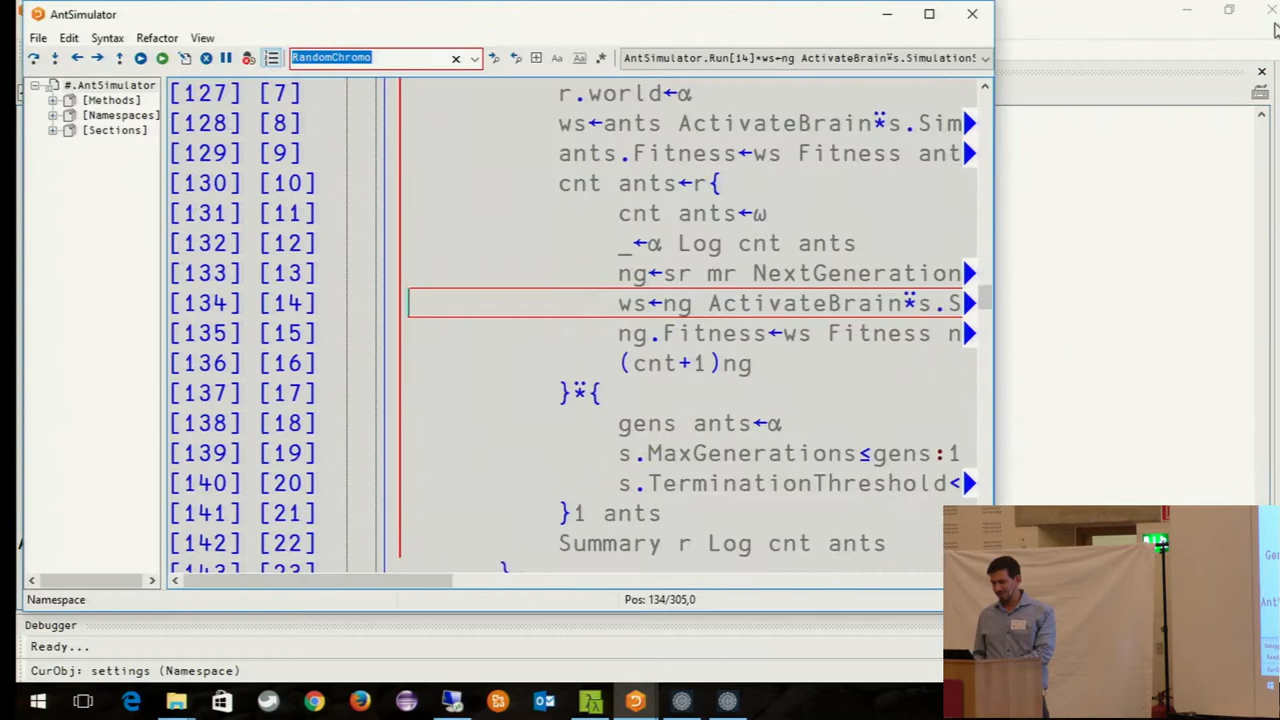 AntSimulator
File Edit Syntax Refactor View
RandomChromo
Aa Aa
AntSimulator.Run[14]*ws←ng ActivateBrain⍣s.Simulation
#.AntSimulator
[Methods]
[Namespaces]
[Sections]
[127] [7] r.world←⍺
[128] [8] ws←ants ActivateBrain⍣s.Sim
[129] [9] ants.Fitness←ws Fitness ant
[130] [10] cnt ants←r{
[131] [11] cnt ants←⍵
[132] [12] _←⍺ Log cnt ants
[133] [13] ng←sr mr NextGeneration
[134] [14] ws←ng ActivateBrain⍣s.S
[135] [15] ng.Fitness←ws Fitness n
[136] [16] (cnt+1)ng
[137] [17] }⍣{
[138] [18] gens ants←⍺
[139] [19] s.MaxGenerations≤gens:1
[140] [20] s.TerminationThreshold<
[141] [21] }1 ants
[142] [22] Summary r Log cnt ants
[143] [23] }
Namespace
Pos: 134/305,0
Debugger
Ready...
CurObj: settings (Namespace)